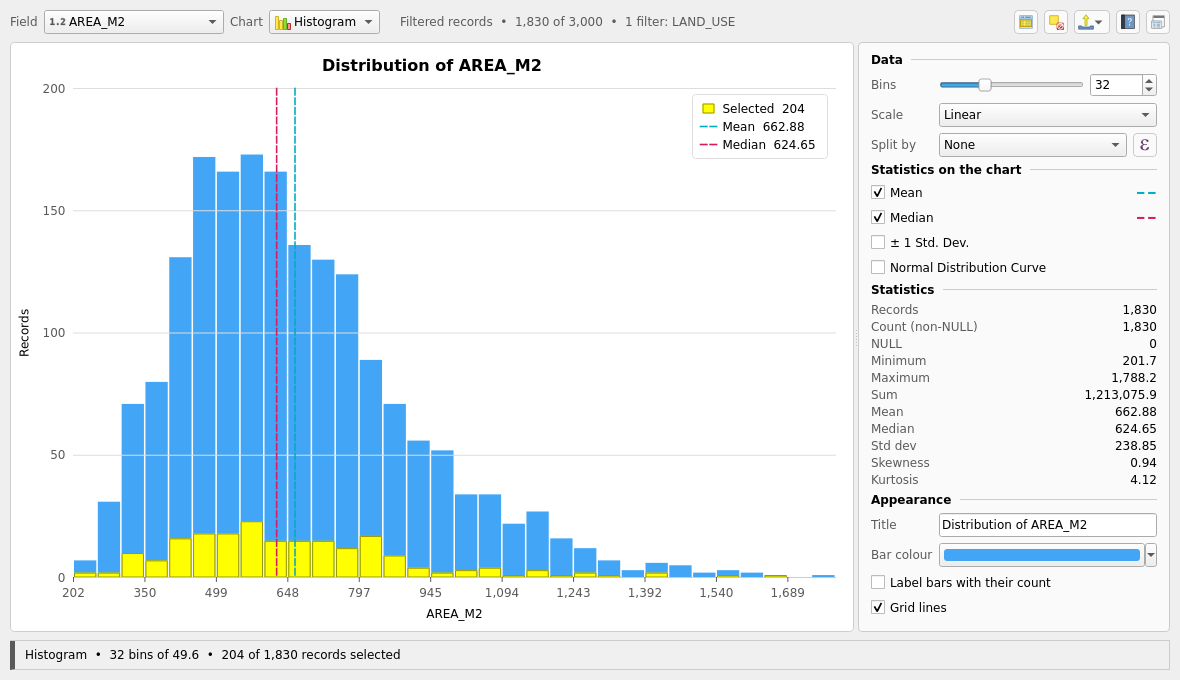 Field 1.2 AREA_M2 Chart Histogram Filtered records • 1,830 of 3,000 • 1 filter: LAND_USE
Distribution of AREA_M2
200
150
100
50
0
Records
202 350 499 648 797 945 1,094 1,243 1,392 1,540 1,689
AREA_M2
Selected 204
Mean 662.88
Median 624.65
Data
Bins 32
Scale Linear
Split by None ε
Statistics on the chart
Mean
Median
± 1 Std. Dev.
Normal Distribution Curve
Statistics
Records 1,830
Count (non-NULL) 1,830
NULL 0
Minimum 201.7
Maximum 1,788.2
Sum 1,213,075.9
Mean 662.88
Median 624.65
Std dev 238.85
Skewness 0.94
Kurtosis 4.12
Appearance
Title Distribution of AREA_M2
Bar colour
Label bars with their count
Grid lines
Histogram • 32 bins of 49.6 • 204 of 1,830 records selected